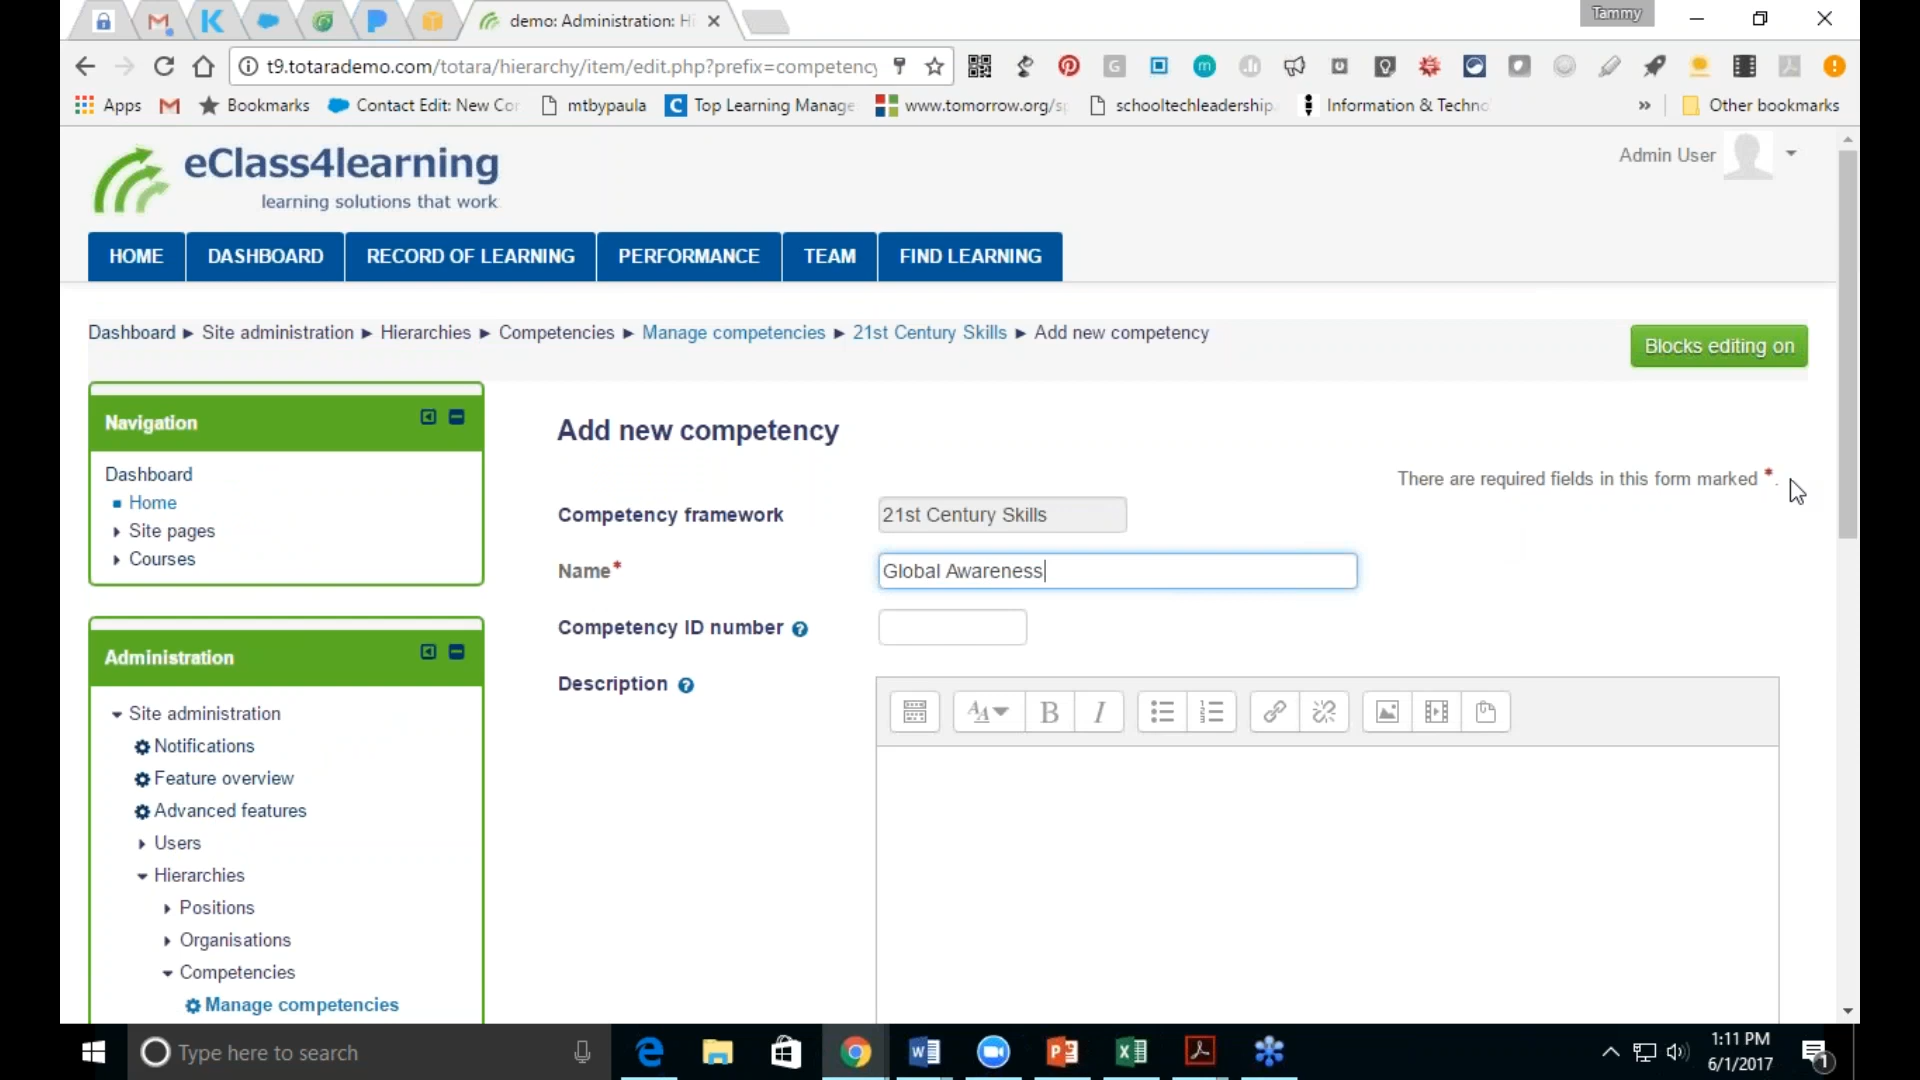 demo: Administration: Hi
Tammy
t9.totarademo.com/totara/hierarchy/item/edit.php?prefix=competency
Apps
Bookmarks
Contact Edit: New Cor
mtbypaula
Top Learning Manage
www.tomorrow.org/sp
schooltechleadership
Information & Techno
»
Other bookmarks
eClass4learning
learning solutions that work
Admin User
HOME
DASHBOARD
RECORD OF LEARNING
PERFORMANCE
TEAM
FIND LEARNING
Dashboard ► Site administration ► Hierarchies ► Competencies ► Manage competencies ► 21st Century Skills ► Add new competency
Blocks editing on
Navigation
Dashboard
Home
Site pages
Courses
Administration
Site administration
Notifications
Feature overview
Advanced features
Users
Hierarchies
Positions
Organisations
Competencies
Manage competencies
Add new competency
There are required fields in this form marked *.
Competency framework
21st Century Skills
Name*
Global Awareness
Competency ID number
Description
Type here to search
1:11 PM
6/1/2017
1